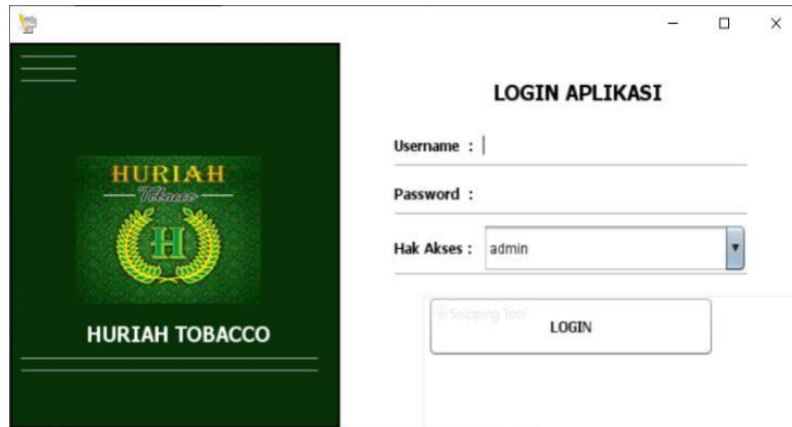 HURIAH
Tobacco
H
HURIAH TOBACCO
LOGIN APLIKASI
Username :
Password :
Hak Akses : admin
Snipping Tool
LOGIN